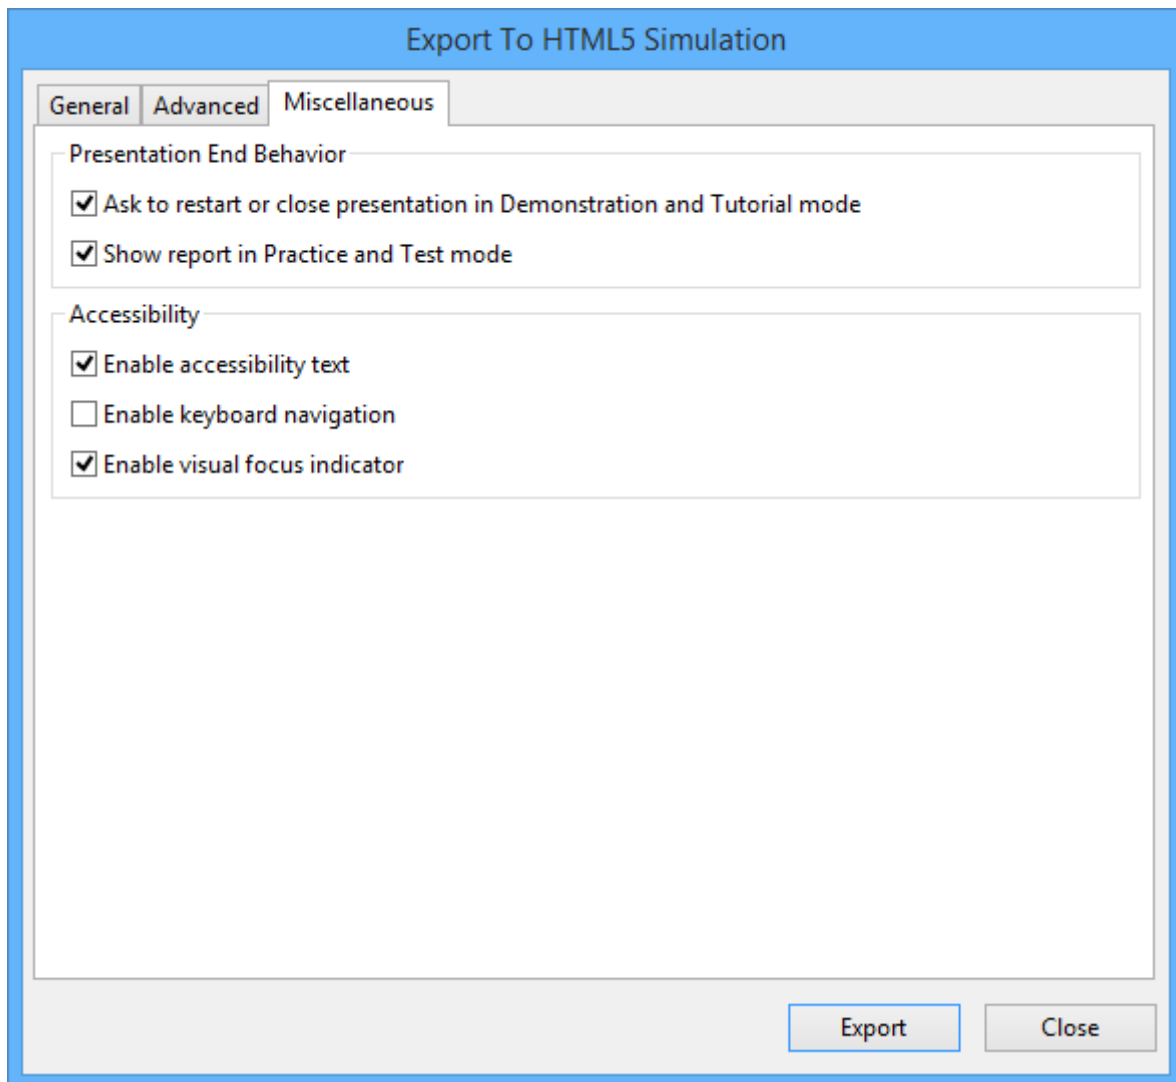 Export To HTML5 Simulation
General Advanced Miscellaneous
Presentation End Behavior
Ask to restart or close presentation in Demonstration and Tutorial mode
Show report in Practice and Test mode
Accessibility
Enable accessibility text
Enable keyboard navigation
Enable visual focus indicator
Export Close